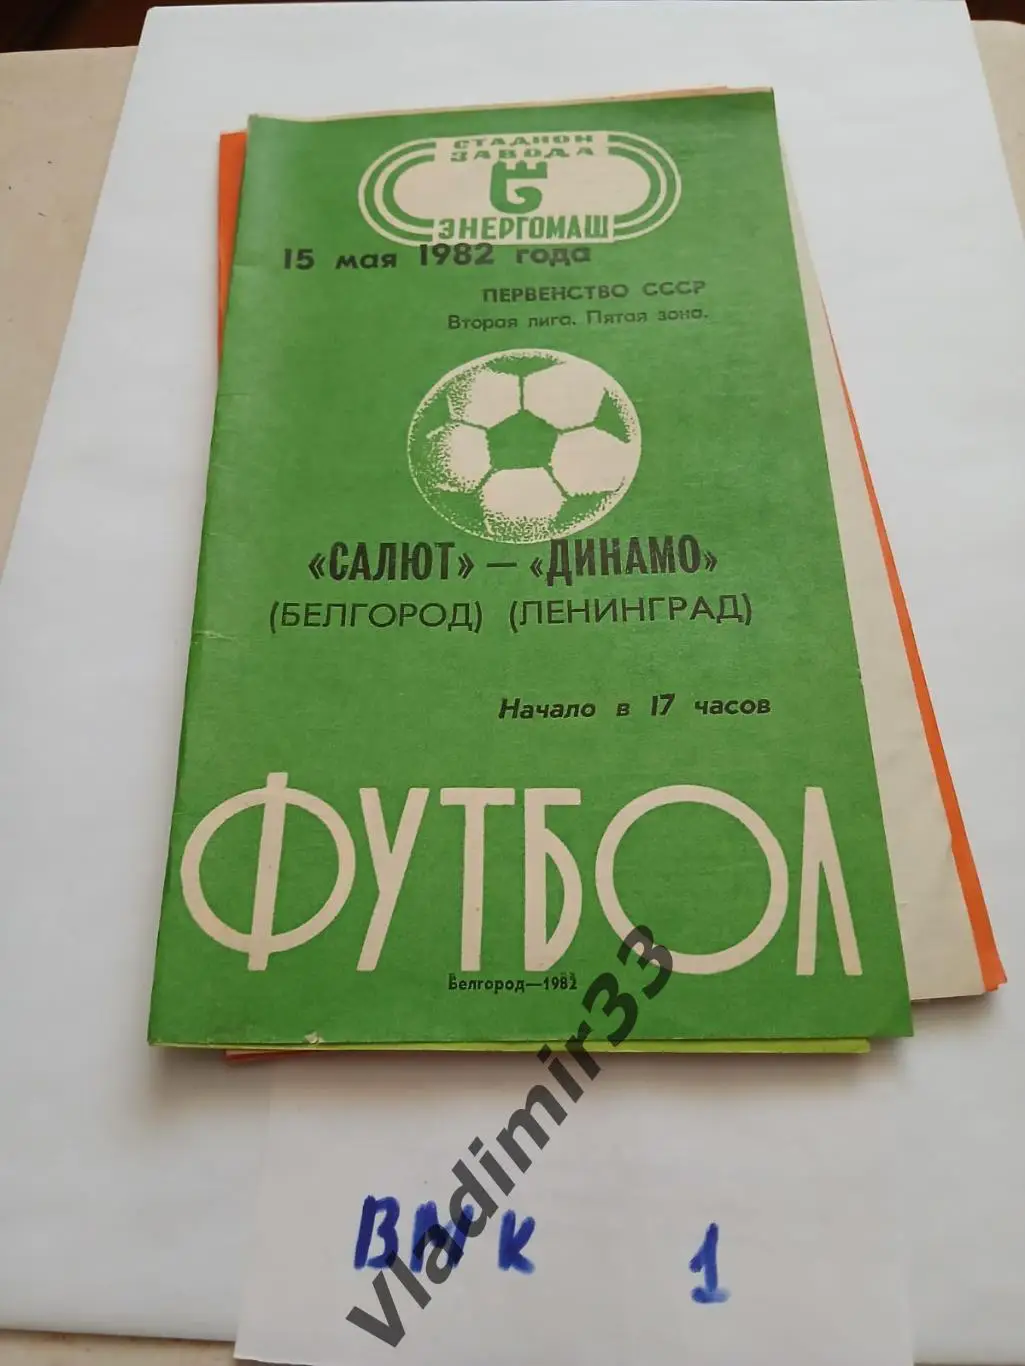 СТАДИОН
ЗАВОДА
ЭНЕРГОМАШ
15 мая 1982 года
ПЕРВЕНСТВО СССР
Вторая лига. Пятая зона.
«САЛЮТ» — «ДИНАМО»
(БЕЛГОРОД) (ЛЕНИНГРАД)
Начало в 17 часов
ФУТБОЛ
Белгород—1982
vladimir33
1